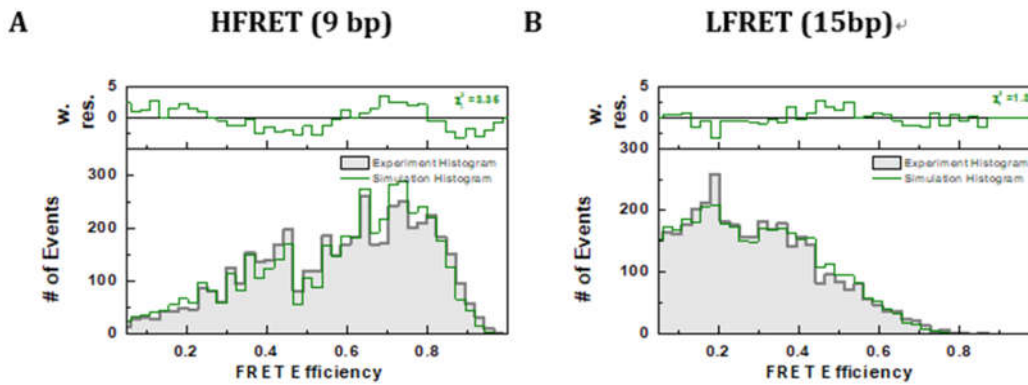 A
HFRET (9 bp)
B
LFRET (15bp)
w. res.
5
0
χ²r =3.35
# of Events
300
200
100
0
Experiment Histogram
Simulation Histogram
0.2 0.4 0.6 0.8
FRET Efficiency
w. res.
5
0
# of Events
300
200
100
0
Experiment Histogram
Simulation Histogram
0.2 0.4 0.6 0.8
FRET Efficiency